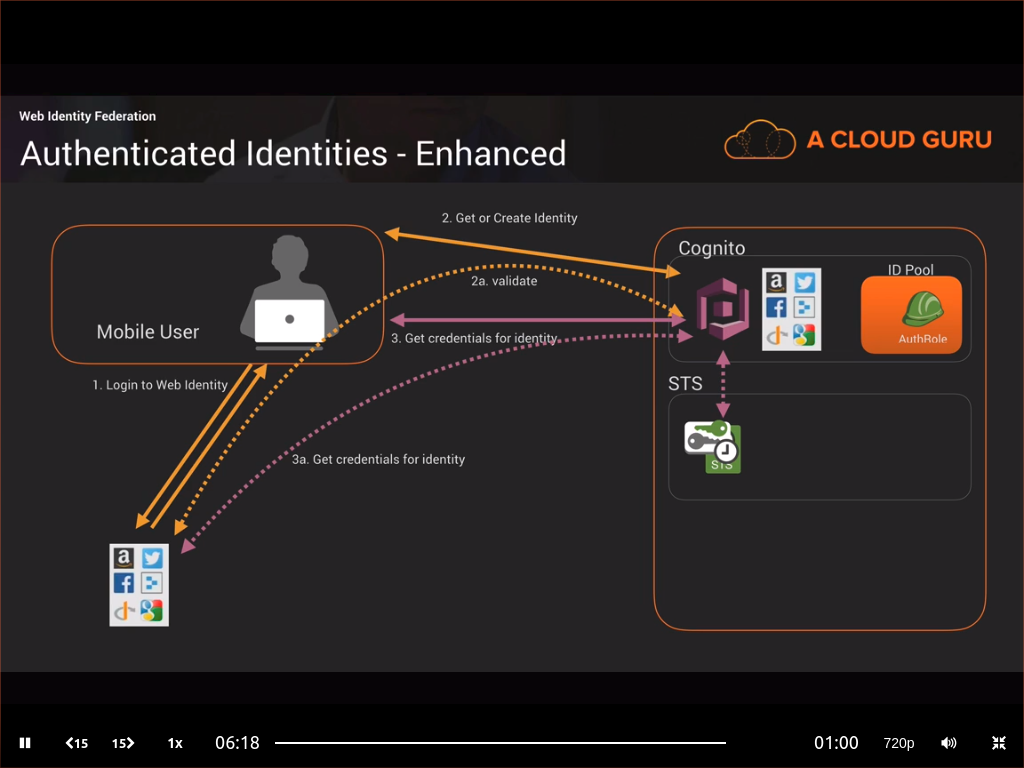 Web Identity Federation
Authenticated Identities - Enhanced
A CLOUD GURU
2. Get or Create Identity
Cognito
ID Pool
2a. validate
Mobile User
3. Get credentials for identity
AuthRole
1. Login to Web Identity
STS
3a. Get credentials for identity
STS
15
15
1x
06:18
01:00
720p